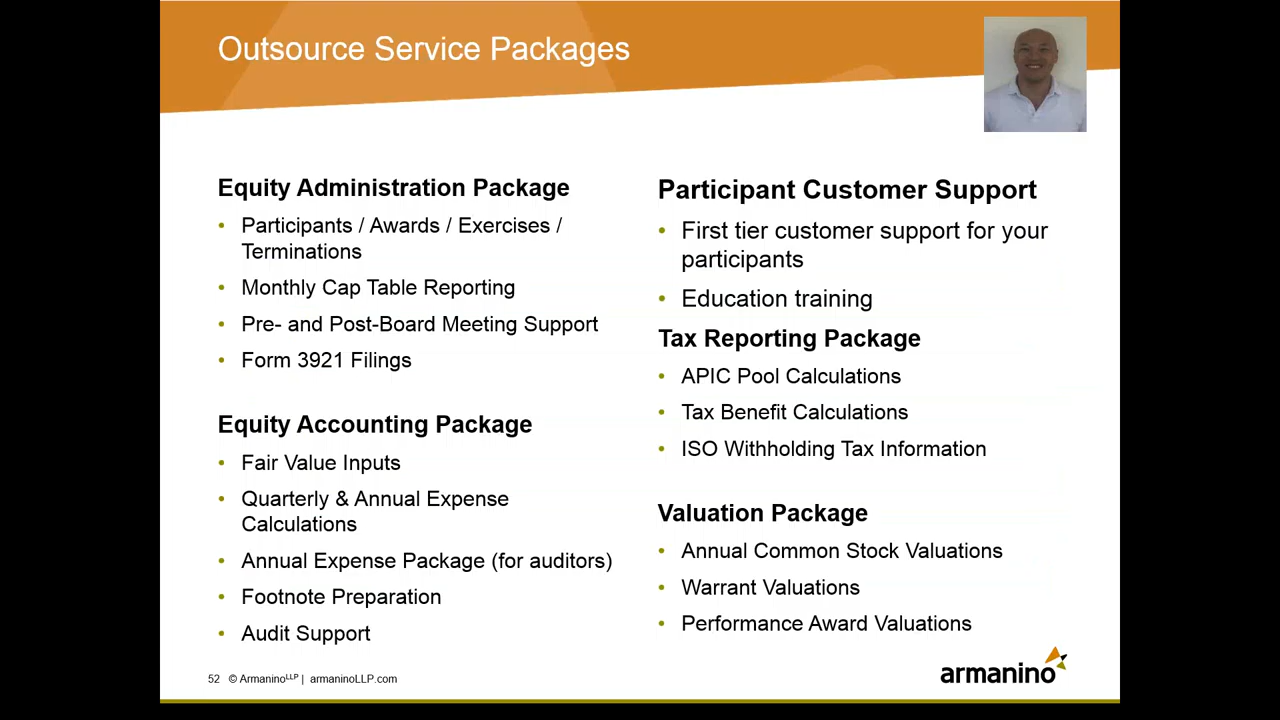 Outsource Service Packages
Equity Administration Package
• Participants / Awards / Exercises /
Terminations
• Monthly Cap Table Reporting
• Pre- and Post-Board Meeting Support
• Form 3921 Filings
Equity Accounting Package
• Fair Value Inputs
• Quarterly & Annual Expense
Calculations
• Annual Expense Package (for auditors)
• Footnote Preparation
• Audit Support
Participant Customer Support
• First tier customer support for your
participants
• Education training
Tax Reporting Package
• APIC Pool Calculations
• Tax Benefit Calculations
• ISO Withholding Tax Information
Valuation Package
• Annual Common Stock Valuations
• Warrant Valuations
• Performance Award Valuations
52 © ArmaninoLLP | armaninoLLP.com
armanino